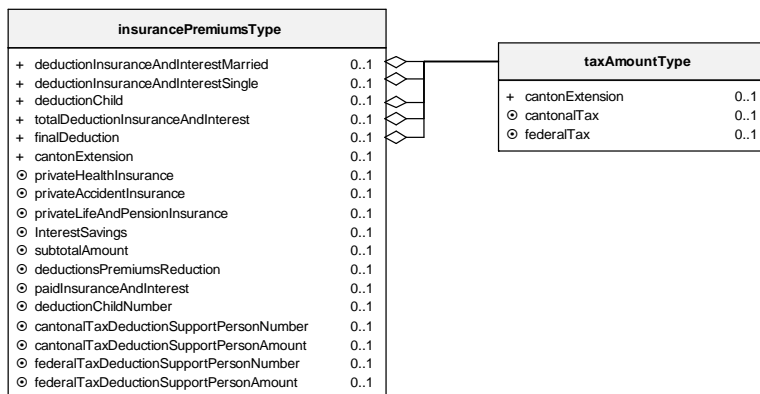 insurancePremiumsType
+ deductionInsuranceAndInterestMarried 0..1
+ deductionInsuranceAndInterestSingle 0..1
+ deductionChild 0..1
+ totalDeductionInsuranceAndInterest 0..1
+ finalDeduction 0..1
+ cantonExtension 0..1
privateHealthInsurance 0..1
privateAccidentInsurance 0..1
privateLifeAndPensionInsurance 0..1
InterestSavings 0..1
subtotalAmount 0..1
deductionsPremiumsReduction 0..1
paidInsuranceAndInterest 0..1
deductionChildNumber 0..1
cantonalTaxDeductionSupportPersonNumber 0..1
cantonalTaxDeductionSupportPersonAmount 0..1
federalTaxDeductionSupportPersonNumber 0..1
federalTaxDeductionSupportPersonAmount 0..1
taxAmountType
+ cantonExtension 0..1
cantonalTax 0..1
federalTax 0..1